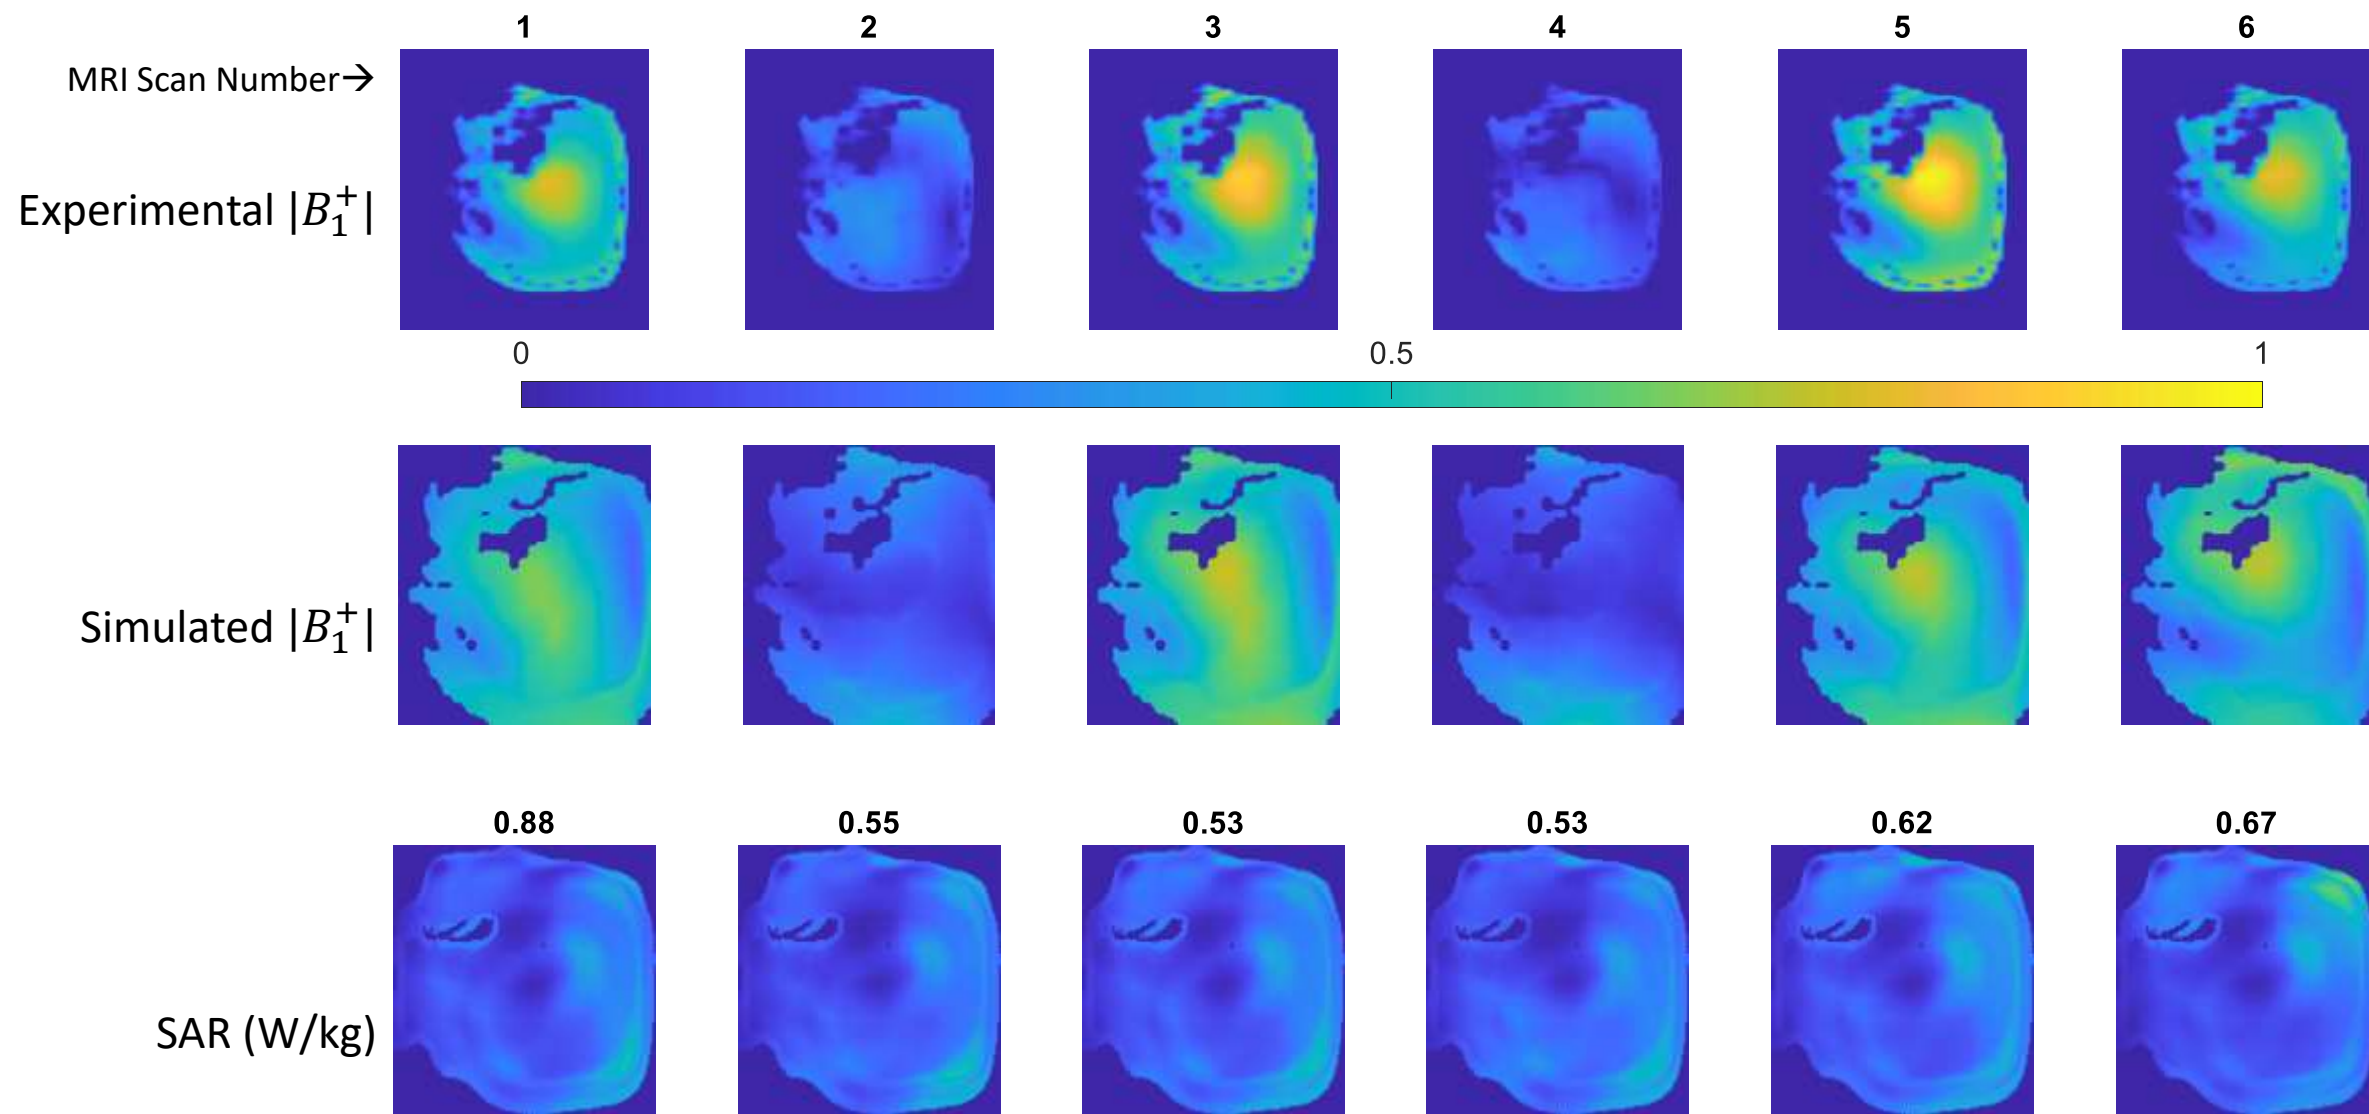 1 2 3 4 5 6
MRI Scan Number→
Experimental |B₁⁺|
0 0.5 1
Simulated |B₁⁺|
0.88 0.55 0.53 0.53 0.62 0.67
SAR (W/kg)